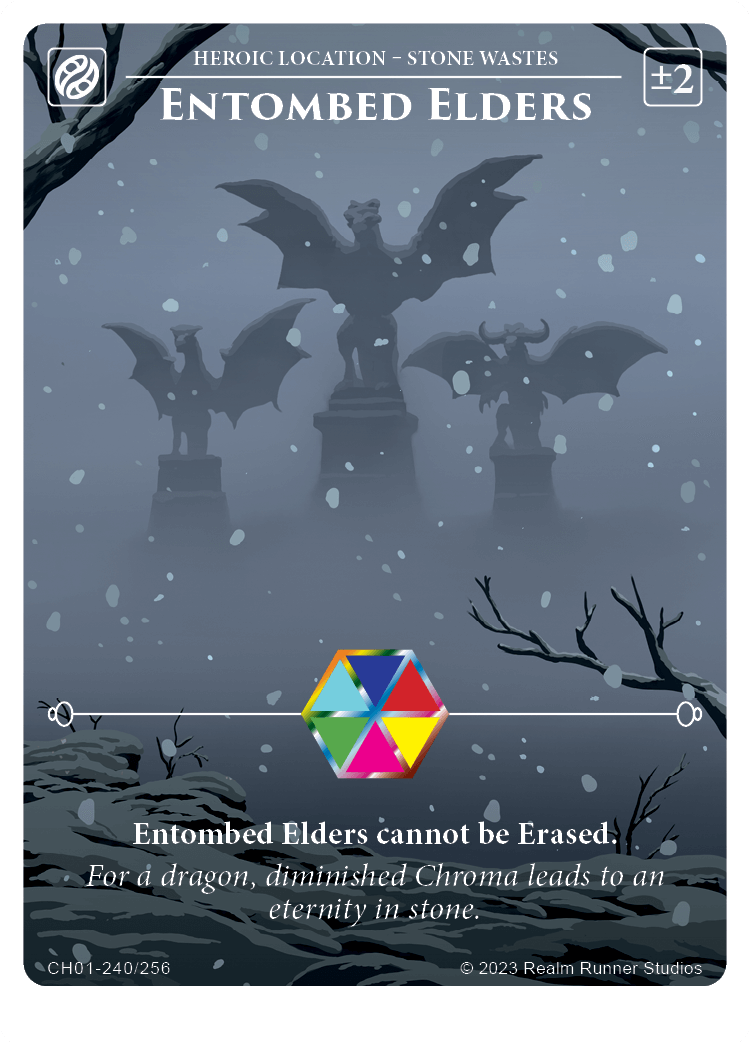 HEROIC LOCATION – STONE WASTES
±2
ENTOMBED ELDERS
Entombed Elders cannot be Erased.
For a dragon, diminished Chroma leads to an
eternity in stone.
CH01-240/256
© 2023 Realm Runner Studios